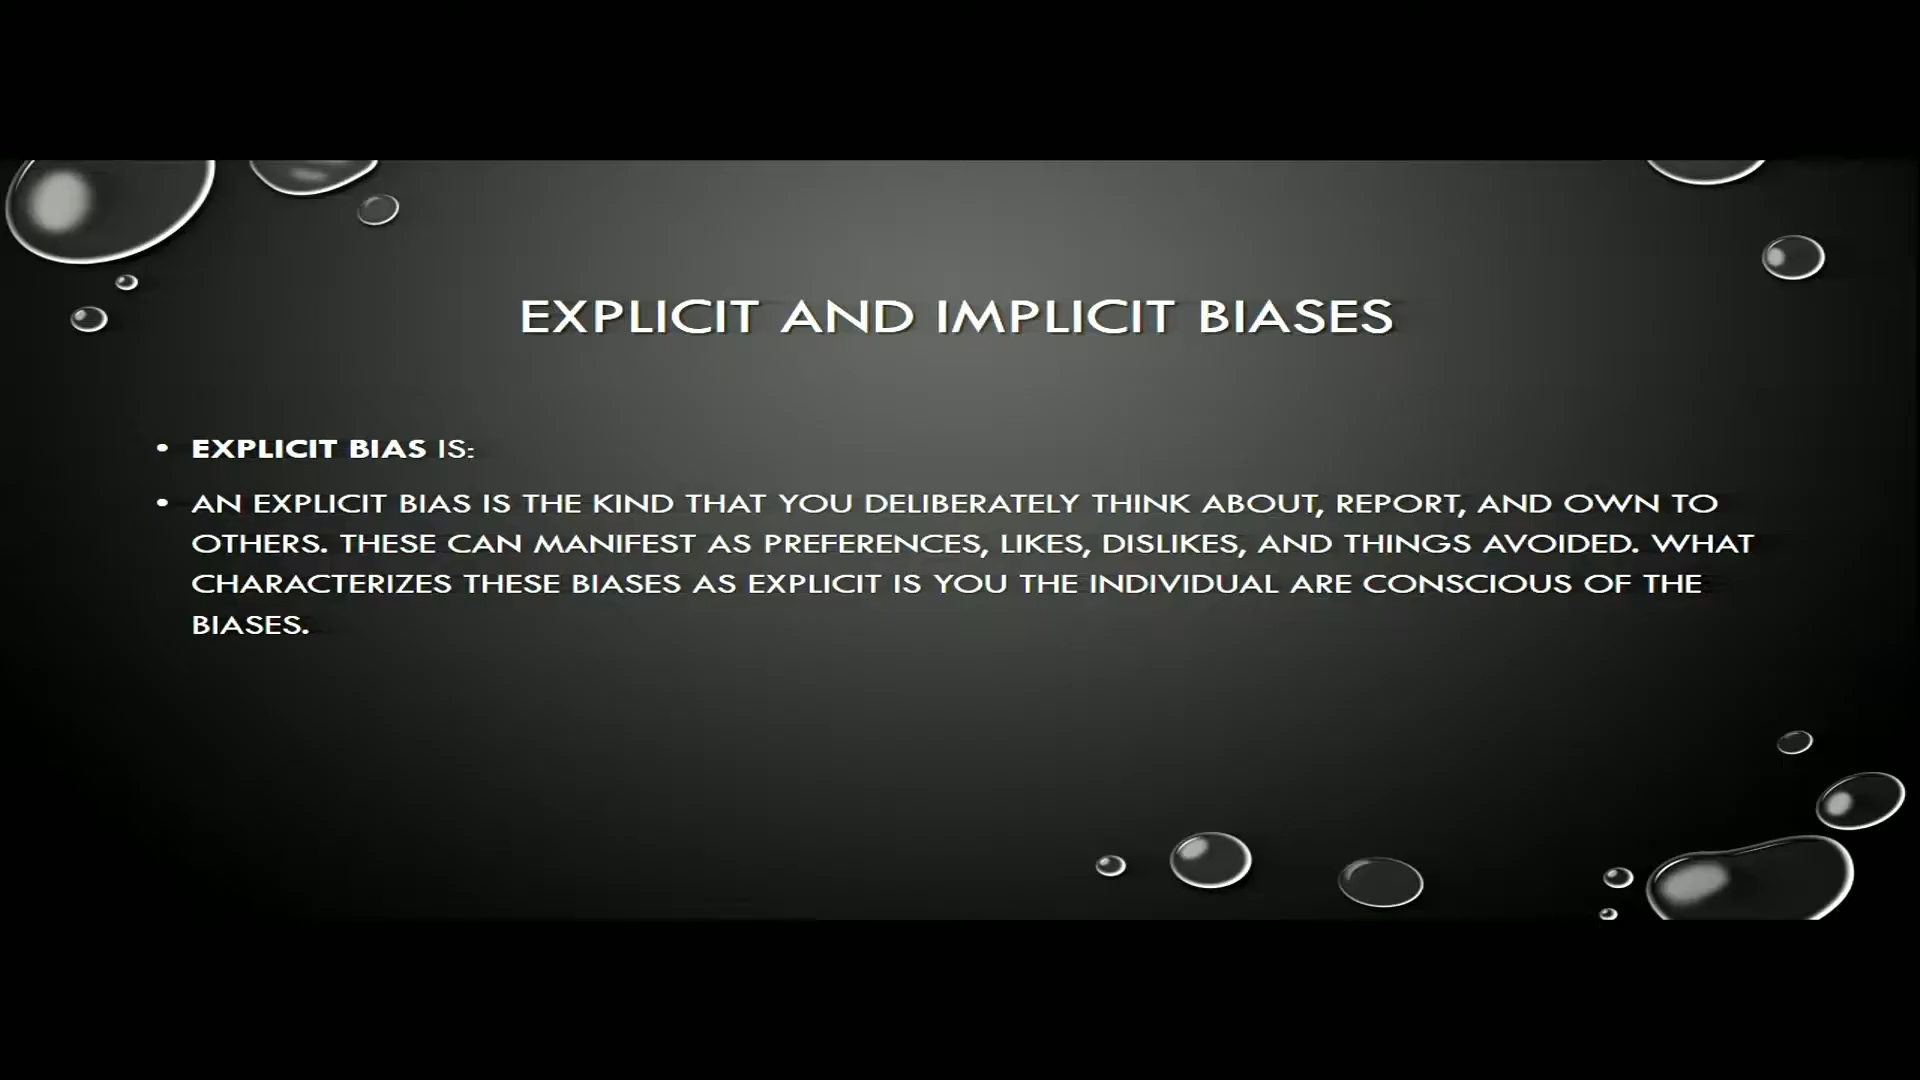 EXPLICIT AND IMPLICIT BIASES
• EXPLICIT BIAS IS:
• AN EXPLICIT BIAS IS THE KIND THAT YOU DELIBERATELY THINK ABOUT, REPORT, AND OWN TO
OTHERS. THESE CAN MANIFEST AS PREFERENCES, LIKES, DISLIKES, AND THINGS AVOIDED. WHAT
CHARACTERIZES THESE BIASES AS EXPLICIT IS YOU THE INDIVIDUAL ARE CONSCIOUS OF THE
BIASES.